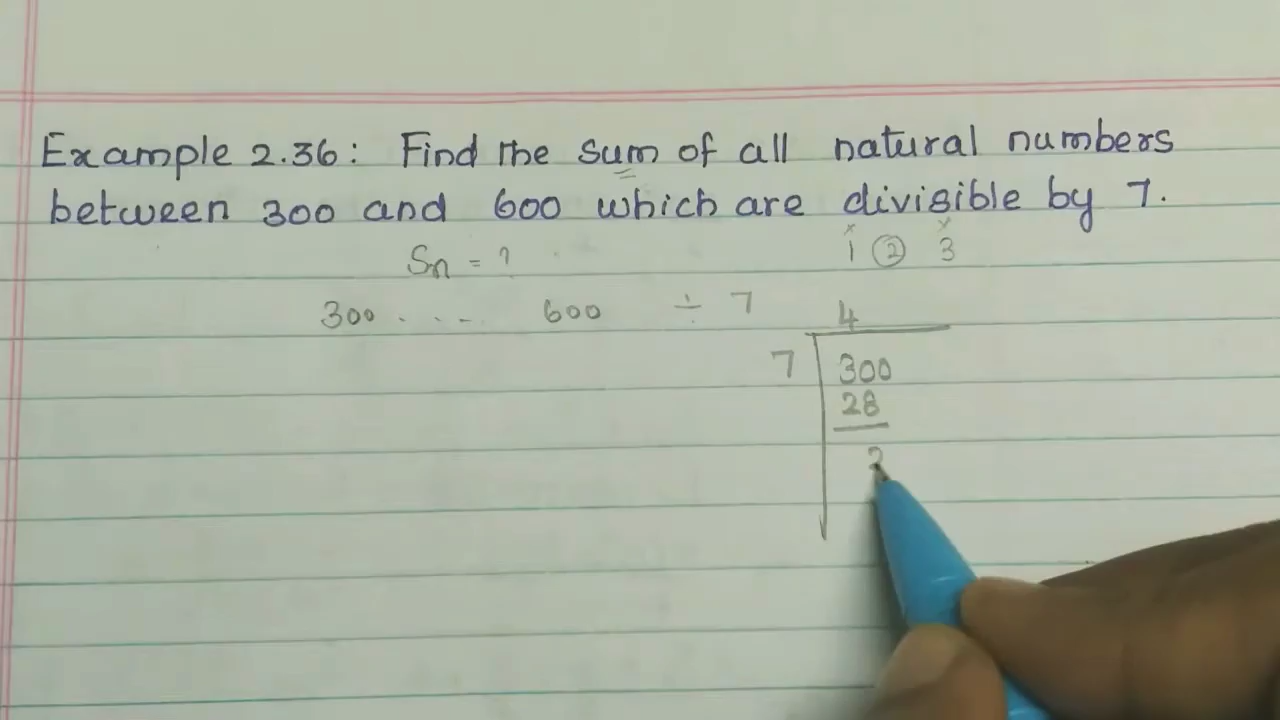 Example 2.36: Find the sum of all natural numbers
between 300 and 600 which are divisible by 7.
Sn = ?
1 2 3
300 . . . . 600 ÷ 7
4
7 300
28
2